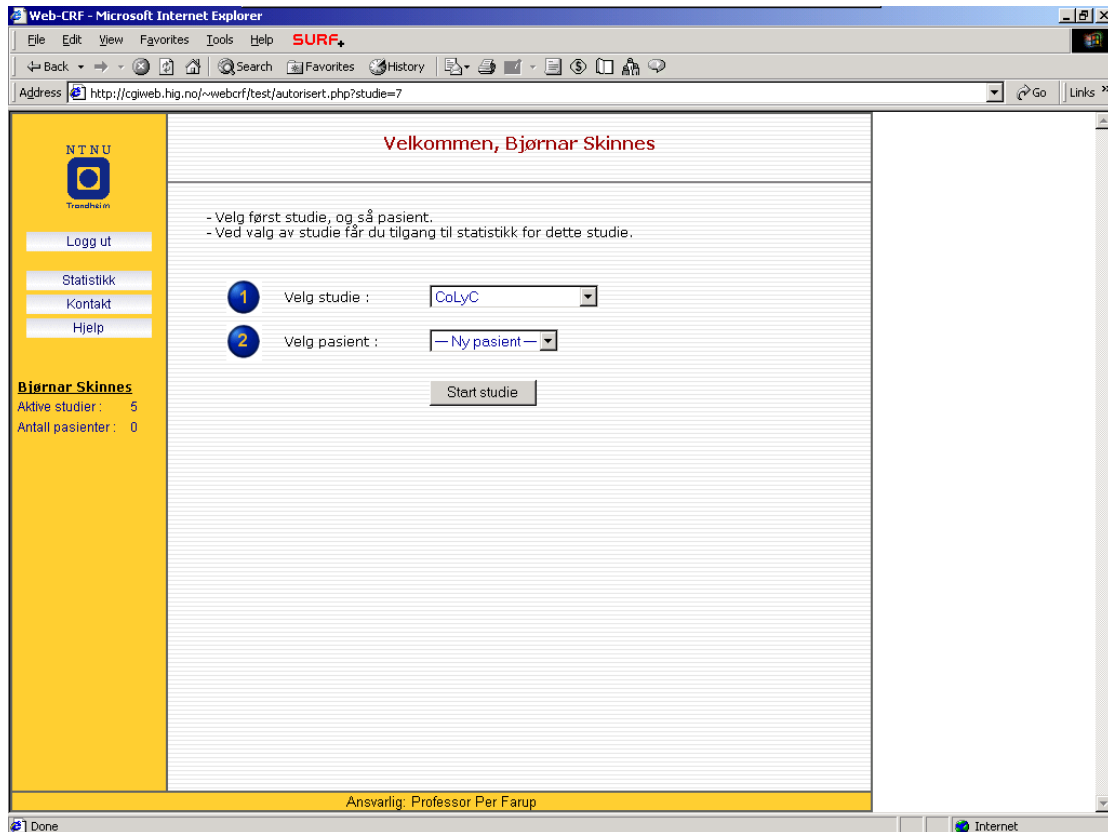 Web-CRF - Microsoft Internet Explorer
File Edit View Favorites Tools Help SURF+
Back Search Favorites History
Address http://cgiweb.hig.no/~webcrf/test/autorisert.php?studie=7 Go Links »
NTNU
Trondheim
Velkommen, Bjørnar Skinnes
- Velg først studie, og så pasient.
- Ved valg av studie får du tilgang til statistikk for dette studie.
Logg ut
Statistikk
Kontakt
Hjelp
1 Velg studie : CoLyC
2 Velg pasient : — Ny pasient —
Start studie
Bjørnar Skinnes
Aktive studier : 5
Antall pasienter : 0
Ansvarlig: Professor Per Farup
Done Internet